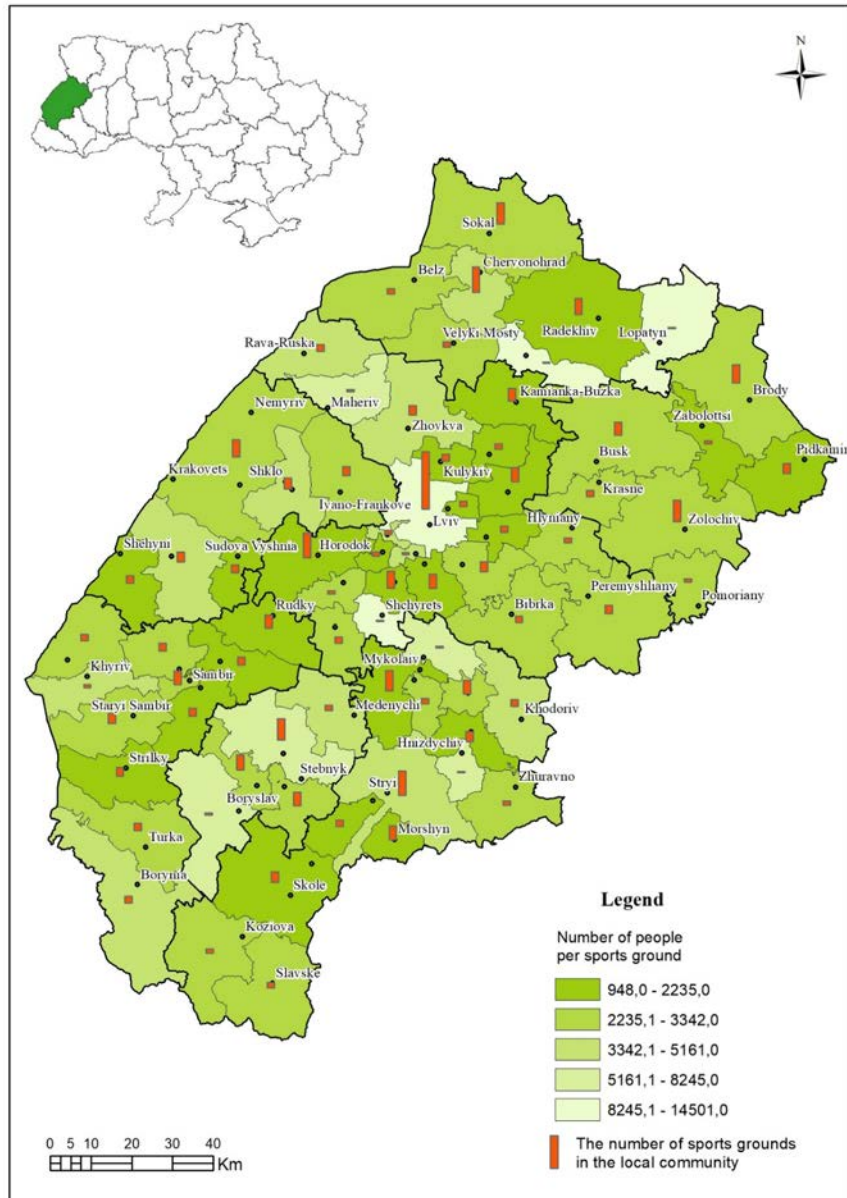 N
Sokal
Chervonohrad
Belz
Radekhiv
Lopatyn
Velyki Mosty
Rava-Ruska
Brody
Kamianka-Buzka
Nemyriv
Maheriv
Zabolottsi
Zhovkva
Busk
Pidkamin
Krakovets
Shklo
Kulykiv
Krasne
Ivano-Frankove
Lviv
Hlyniany
Zolochiv
Shehyni
Sudova Vyshnia
Horodok
Rudky
Shchyrets
Bibrka
Peremyshliany
Pomoriany
Khyriv
Sambir
Mykolaiv
Staryi Sambir
Medenychi
Khodoriv
Strilky
Hnizdychiv
Stebnyk
Stryi
Zhuravno
Boryslav
Turka
Morshyn
Borynia
Skole
Koziova
Slavske
Legend
Number of people
per sports ground
948,0 - 2235,0
2235,1 - 3342,0
3342,1 - 5161,0
5161,1 - 8245,0
8245,1 - 14501,0
The number of sports grounds
in the local community
0 5 10 20 30 40
Km